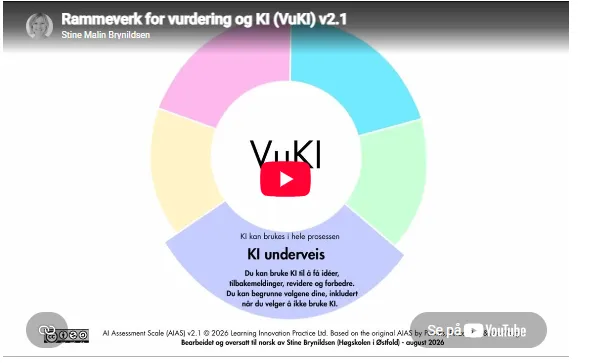 Rammeverk for vurdering og KI (VuKI) v2.1
Stine Malin Brynildsen
VuKI
KI kan brukes i hele prosessen
KI underveis
Du kan bruke KI til å få idéer,
tilbakemeldinger, revidere og forbedre.
Du kan begrunne valgene dine, inkludert
når du velger å ikke bruke KI.
AI Assessment Scale (AIAS) v2.1 © 2026 Learning Innovation Practice Ltd. Based on the original AIAS by
Se på YouTube
Bearbeidet og oversatt til norsk av Stine Brynildsen (Høgskolen i Østfold) - august 2026